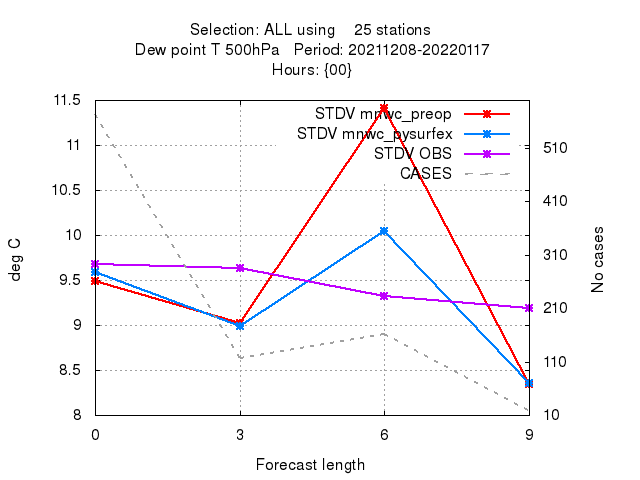 Selection: ALL using 25 stations
Dew point T 500hPa Period: 20211208-20220117
Hours: {00}
STDV mnwc_preop
STDV mnwc_pysurfex
STDV OBS
CASES
11.5
11
10.5
10
9.5
9
8.5
8
510
410
310
210
110
10
deg C
No cases
0 3 6 9
Forecast length